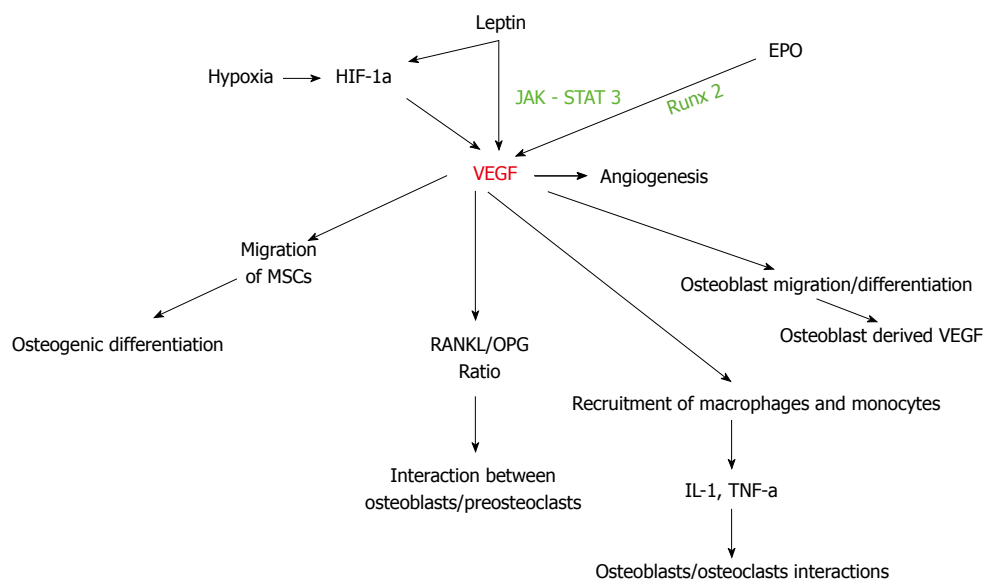 Leptin
EPO
Hypoxia
HIF-1a
JAK - STAT 3
Runx 2
VEGF
Angiogenesis
Migration
of MSCs
Osteoblast migration/differentiation
Osteogenic differentiation
RANKL/OPG
Ratio
Osteoblast derived VEGF
Recruitment of macrophages and monocytes
Interaction between
osteoblasts/preosteoclasts
IL-1, TNF-a
Osteoblasts/osteoclasts interactions